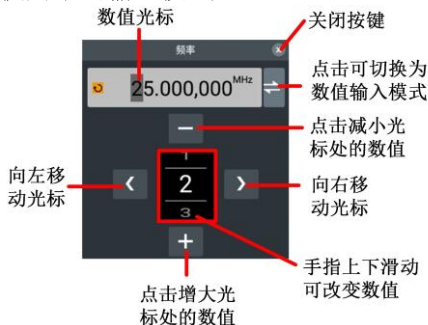 数值光标
关闭按键
频率
25.000,000 MHz
点击可切换为
数值输入模式
点击减小光
标处的数值
向左移
动光标
1
2
3
向右移
动光标
手指上下滑动
可改变数值
点击增大光
标处的数值